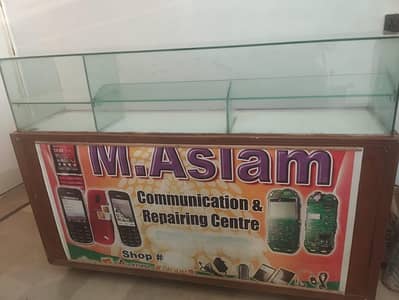 M.Aslam
Communication &
Repairing Centre
Shop #